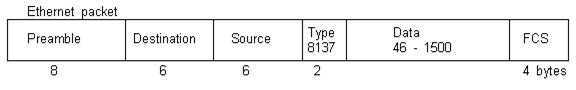 Ethernet packet
Preamble Destination Source Type 8137 Data 46 - 1500 FCS
8 6 6 2 4 bytes